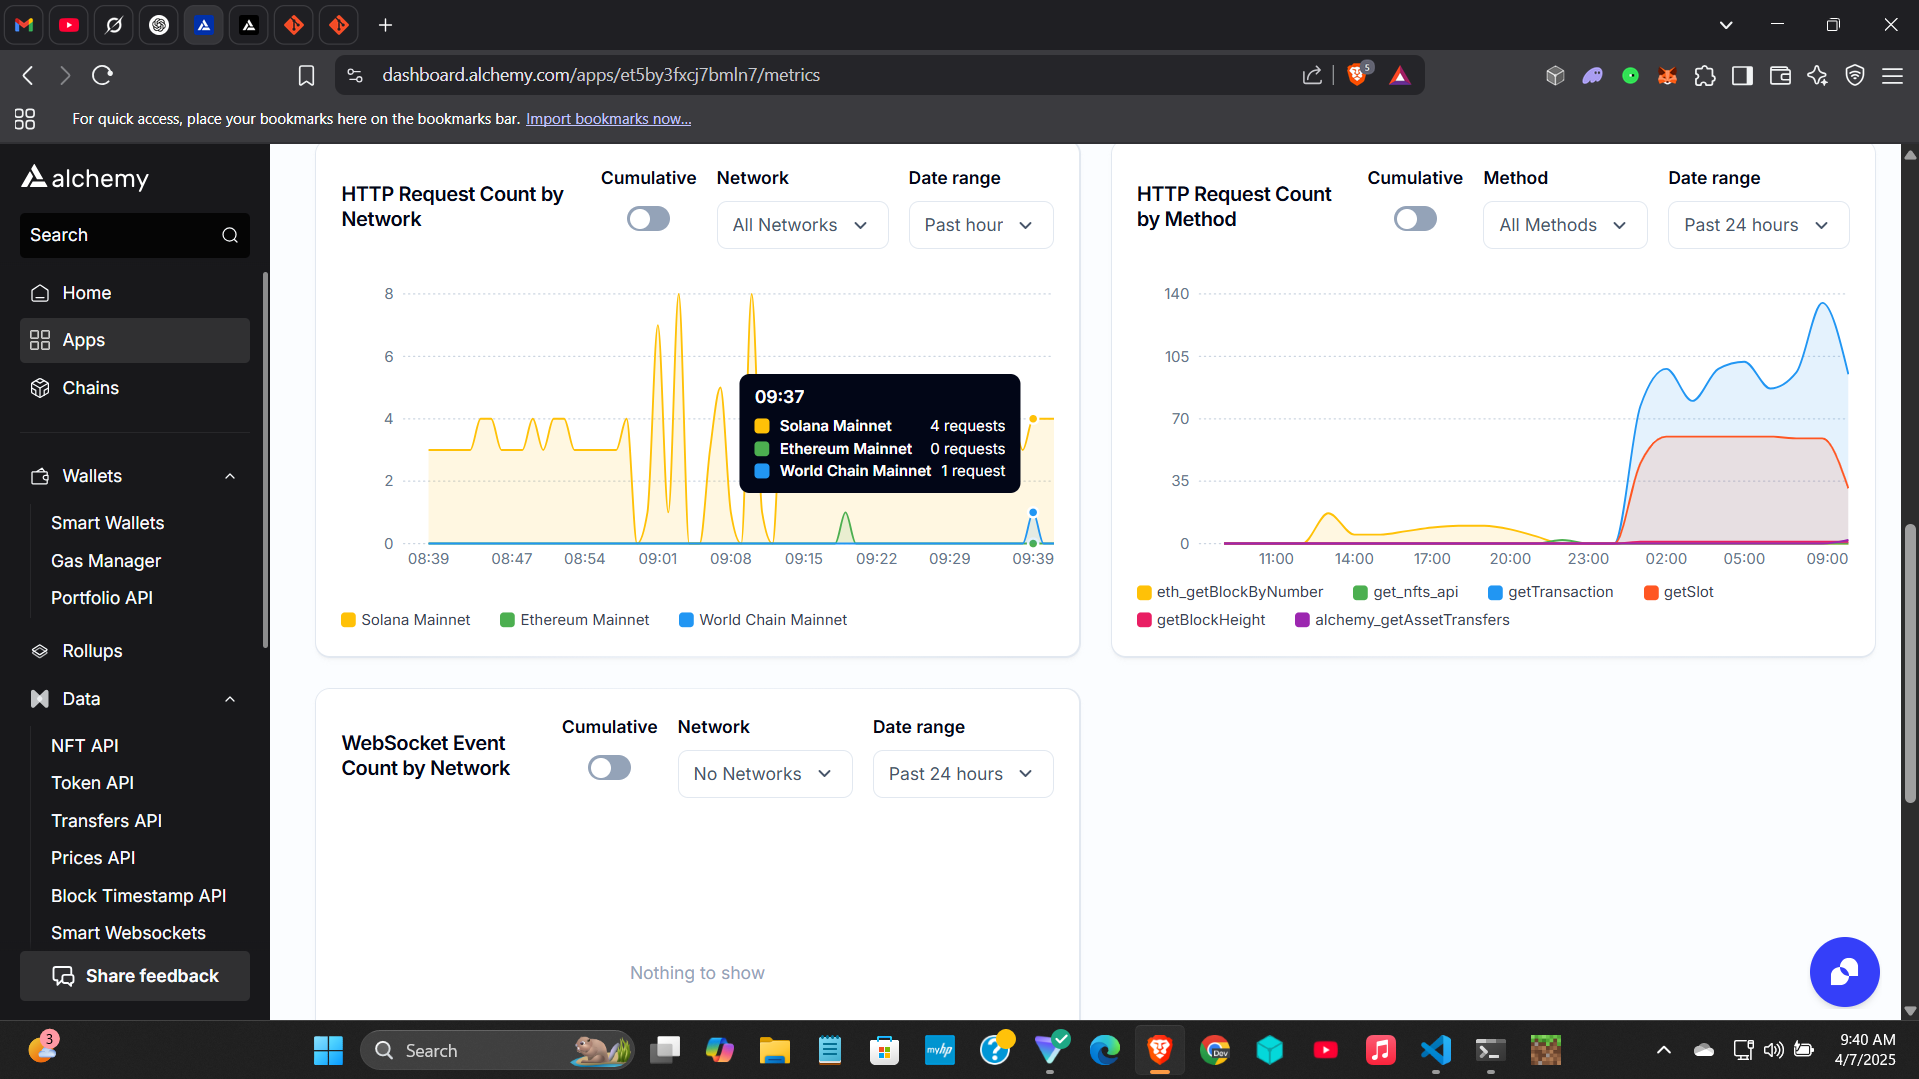 dashboard.alchemy.com/apps/et5by3fxcj7bmln7/metrics
5
For quick access, place your bookmarks here on the bookmarks bar. Import bookmarks now...
alchemy
Search
Home
Apps
Chains
Wallets
Smart Wallets
Gas Manager
Portfolio API
Rollups
Data
NFT API
Token API
Transfers API
Prices API
Block Timestamp API
Smart Websockets
Share feedback
HTTP Request Count by Network
Cumulative
Network
All Networks
Date range
Past hour
8
6
4
2
0
09:37
Solana Mainnet 4 requests
Ethereum Mainnet 0 requests
World Chain Mainnet 1 request
08:39 08:47 08:54 09:01 09:08 09:15 09:22 09:29 09:39
Solana Mainnet Ethereum Mainnet World Chain Mainnet
HTTP Request Count by Method
Cumulative
Method
All Methods
Date range
Past 24 hours
140
105
70
35
0
11:00 14:00 17:00 20:00 23:00 02:00 05:00 09:00
eth_getBlockByNumber get_nfts_api getTransaction getSlot
getBlockHeight alchemy_getAssetTransfers
WebSocket Event Count by Network
Cumulative
Network
No Networks
Date range
Past 24 hours
Nothing to show
3
Search
myhp
Dev
9:40 AM
4/7/2025